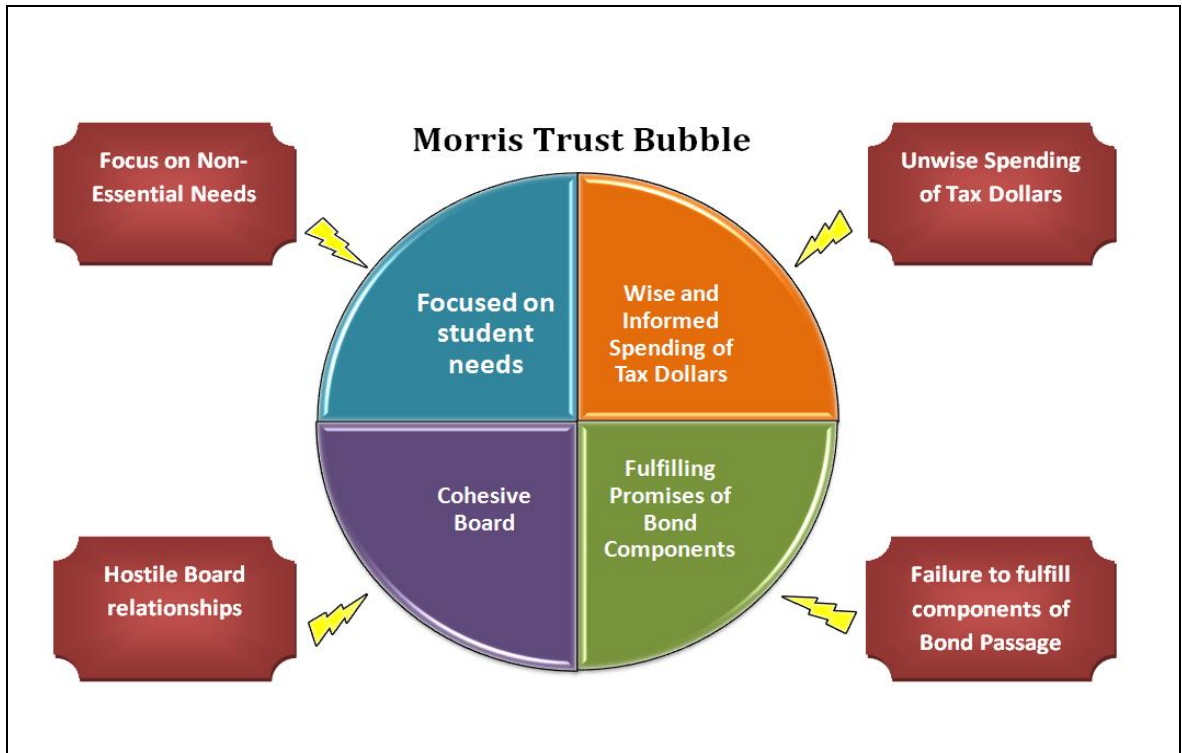 Morris Trust Bubble
Focus on Non-
Essential Needs
Unwise Spending
of Tax Dollars
Focused on
student
needs
Wise and
Informed
Spending of
Tax Dollars
Cohesive
Board
Fulfilling
Promises of
Bond
Components
Hostile Board
relationships
Failure to fulfill
components of
Bond Passage